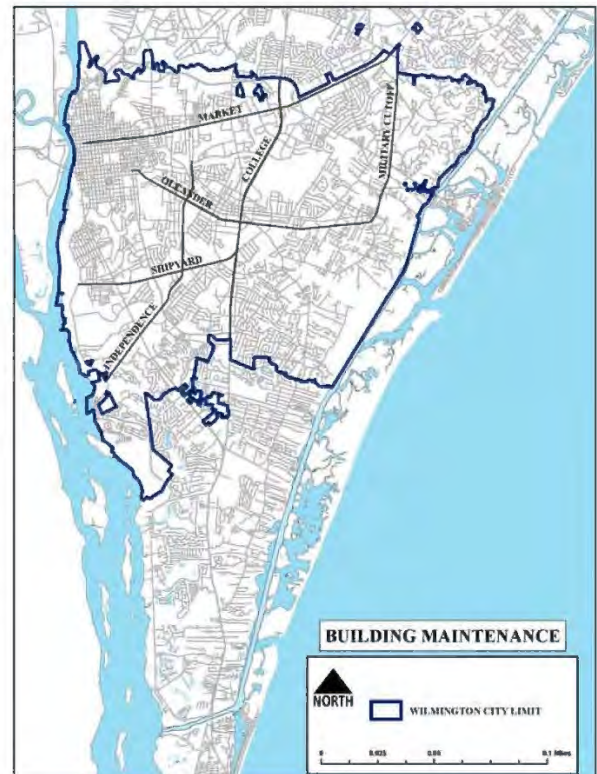 MARKET
COLLEGE
MILITARY CUTOFF
OLEANDER
SHIPYARD
INDEPENDENCE
BUILDING MAINTENANCE
NORTH
WILMINGTON CITY LIMIT
0 0.025 0.05 0.1 Miles